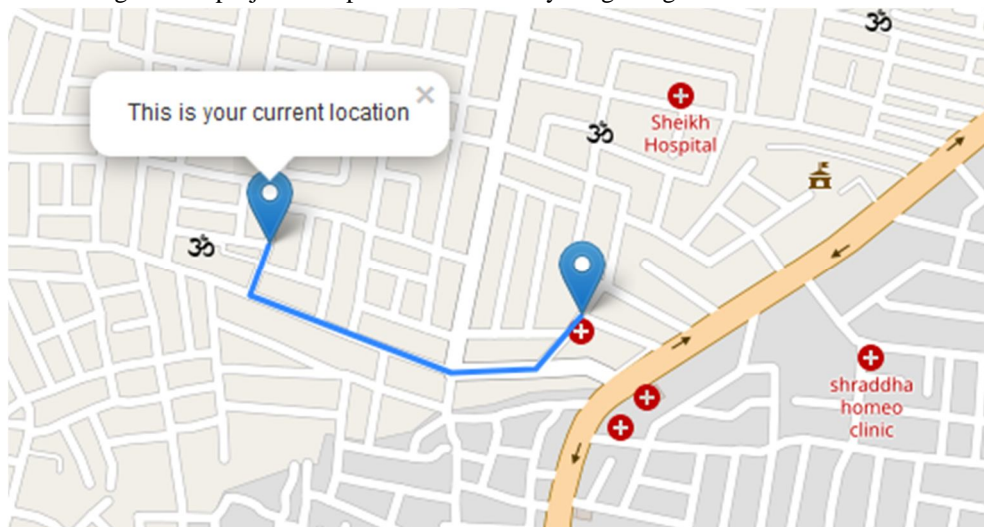 This is your current location
×
ॐ
ॐ
Sheikh
Hospital
ॐ
shraddha
homeo
clinic